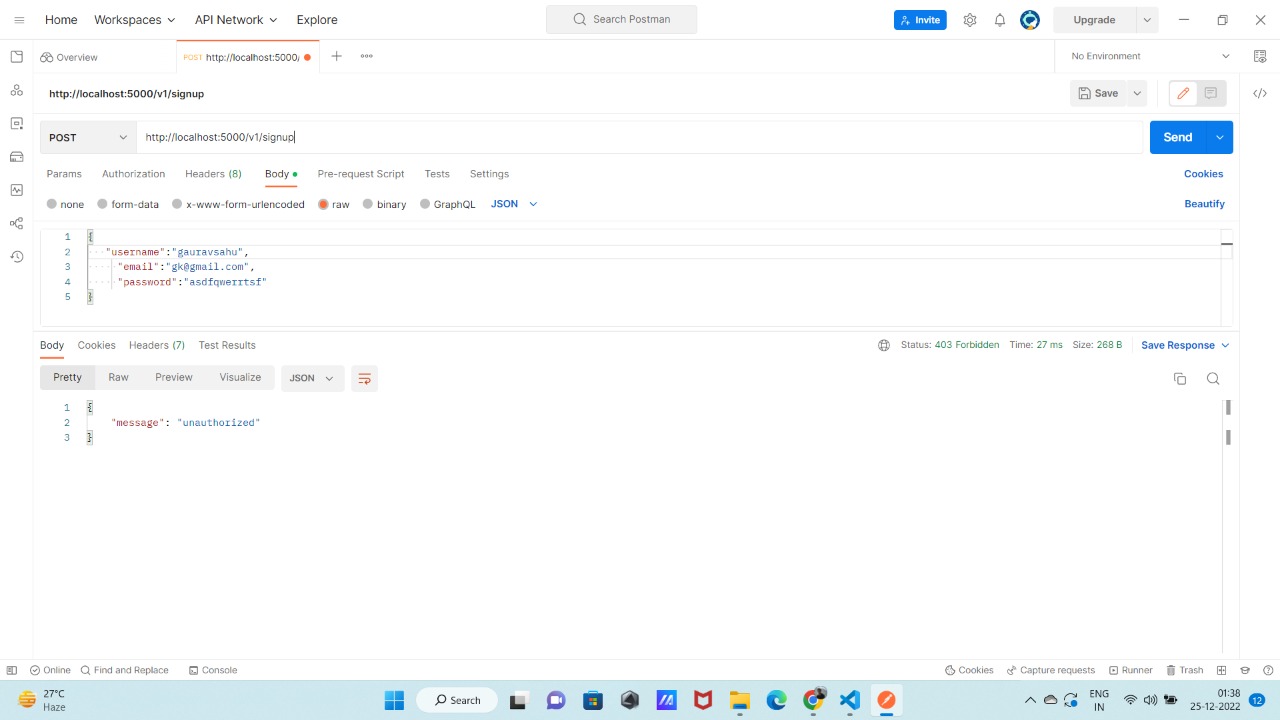 Home Workspaces API Network Explore Search Postman Invite Upgrade
Overview POST http://localhost:5000/ No Environment
http://localhost:5000/v1/signup Save
POST http://localhost:5000/v1/signup Send
Params Authorization Headers (8) Body Pre-request Script Tests Settings Cookies
none form-data x-www-form-urlencoded raw binary GraphQL JSON Beautify
1 {
2 "username":"gauravsahu",
3 "email":"gk@gmail.com",
4 "password":"asdfqwerrtsf"
5 }
Body Cookies Headers (7) Test Results Status: 403 Forbidden Time: 27 ms Size: 268 B Save Response
Pretty Raw Preview Visualize JSON
1 {
2 "message": "unauthorized"
3 }
Online Find and Replace Console Cookies Capture requests Runner Trash
27°C
Haze
Search
ENG
IN
01:38
25-12-2022
12